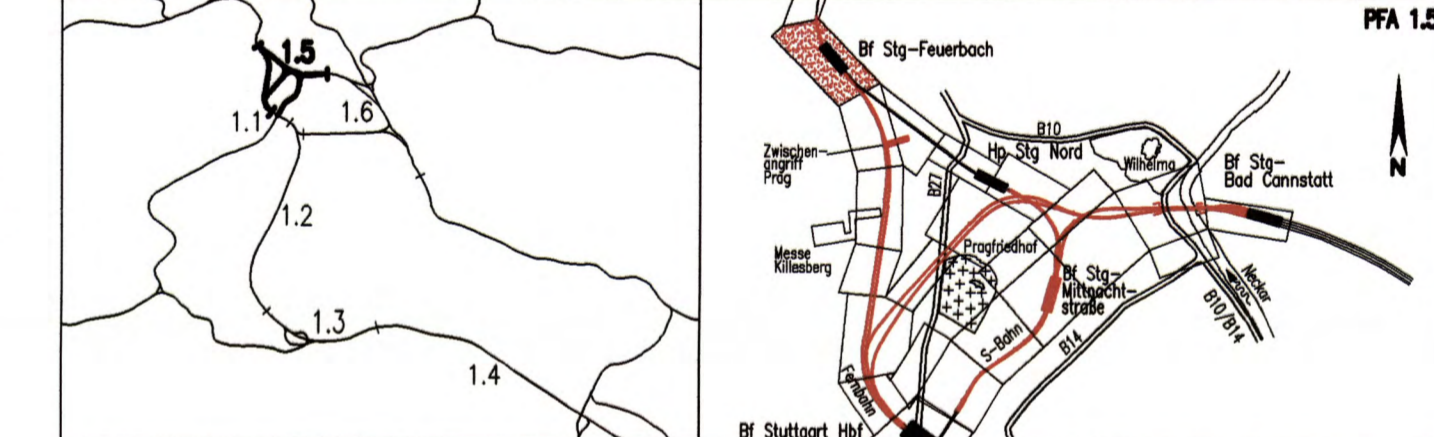 1.5
1.1
1.6
1.2
1.3
1.4
PFA 1.5
Bf Stg-Feuerbach
B10
Hp Stg Nord
Wilhelma
Bf Stg-
Bad Cannstatt
Zwischen-
angriff
Prag
B27
N
Messe
Killesberg
Pragfriedhof
Bf Stg-
Mittnacht-
straße
Neckar
B10/B14
S-Bahn
B14
Fernbahn
Bf Stuttgart Hbf